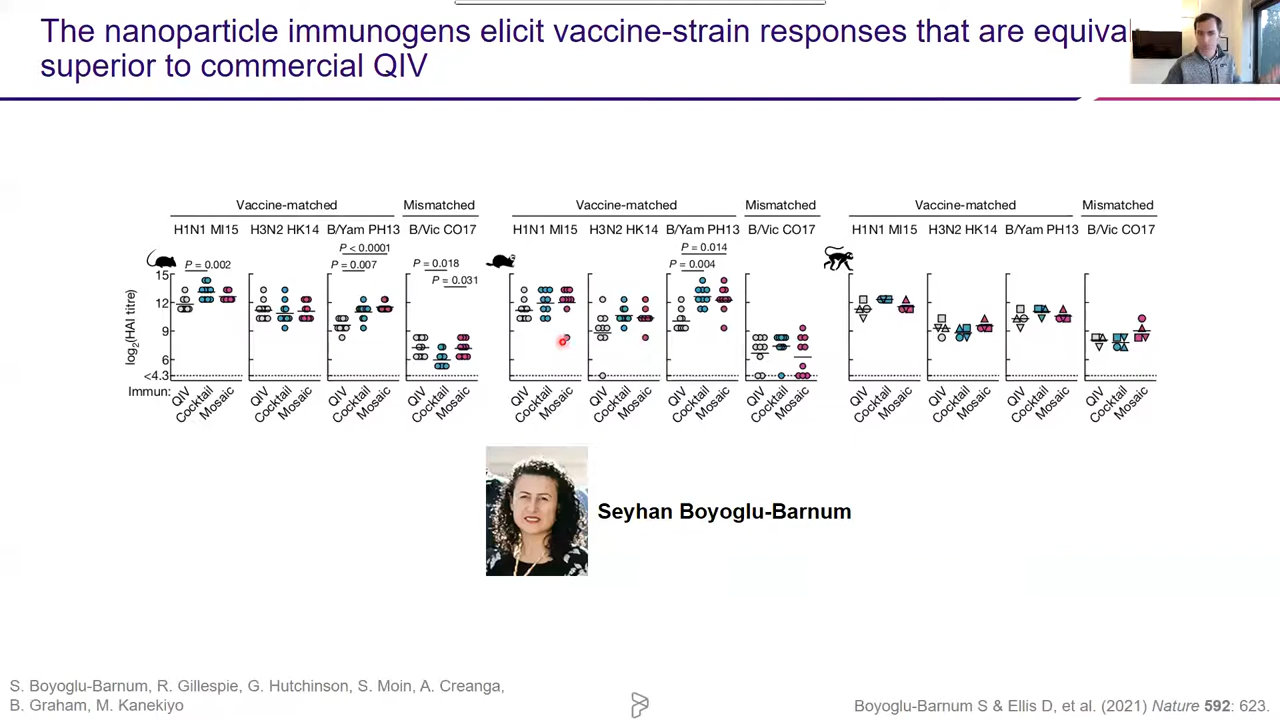 The nanoparticle immunogens elicit vaccine-strain responses that are
superior to commercial QIV
Vaccine-matched Mismatched Vaccine-matched Mismatched Vaccine-matched Mismatched
H1N1 MI15 H3N2 HK14 B/Yam PH13 B/Vic CO17 H1N1 MI15 H3N2 HK14 B/Yam PH13 B/Vic CO17 H1N1 MI15 H3N2 HK14 B/Yam PH13 B/Vic CO17
P < 0.0001 P = 0.014
P = 0.002 P = 0.007 P = 0.018 P = 0.004
P = 0.031
log2(HAI titre)
15
12
9
6
<4.3
Immun: QIV Cocktail Mosaic QIV Cocktail Mosaic QIV Cocktail Mosaic QIV Cocktail Mosaic QIV Cocktail Mosaic QIV Cocktail Mosaic QIV Cocktail Mosaic QIV Cocktail Mosaic QIV Cocktail Mosaic QIV Cocktail Mosaic QIV Cocktail Mosaic QIV Cocktail Mosaic
Seyhan Boyoglu-Barnum
S. Boyoglu-Barnum, R. Gillespie, G. Hutchinson, S. Moin, A. Creanga,
B. Graham, M. Kanekiyo
Boyoglu-Barnum S & Ellis D, et al. (2021) Nature 592: 623.